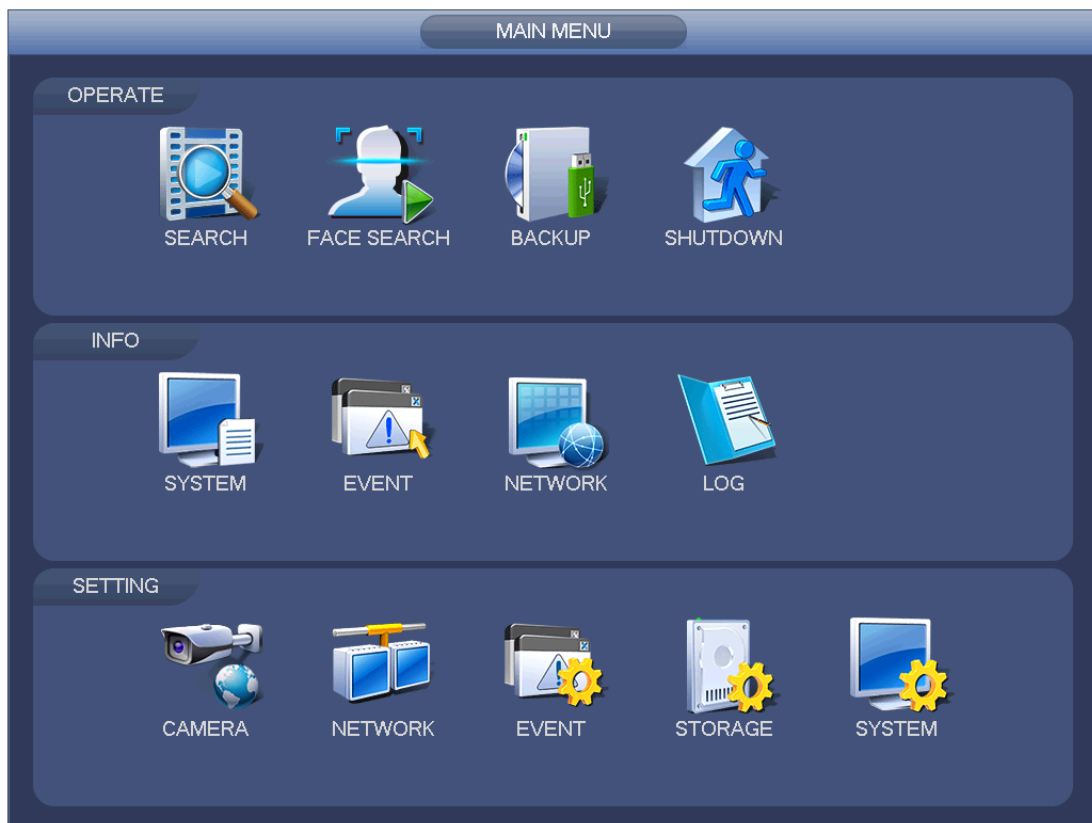 MAIN MENU
OPERATE
SEARCH FACE SEARCH BACKUP SHUTDOWN
INFO
SYSTEM EVENT NETWORK LOG
SETTING
CAMERA NETWORK EVENT STORAGE SYSTEM